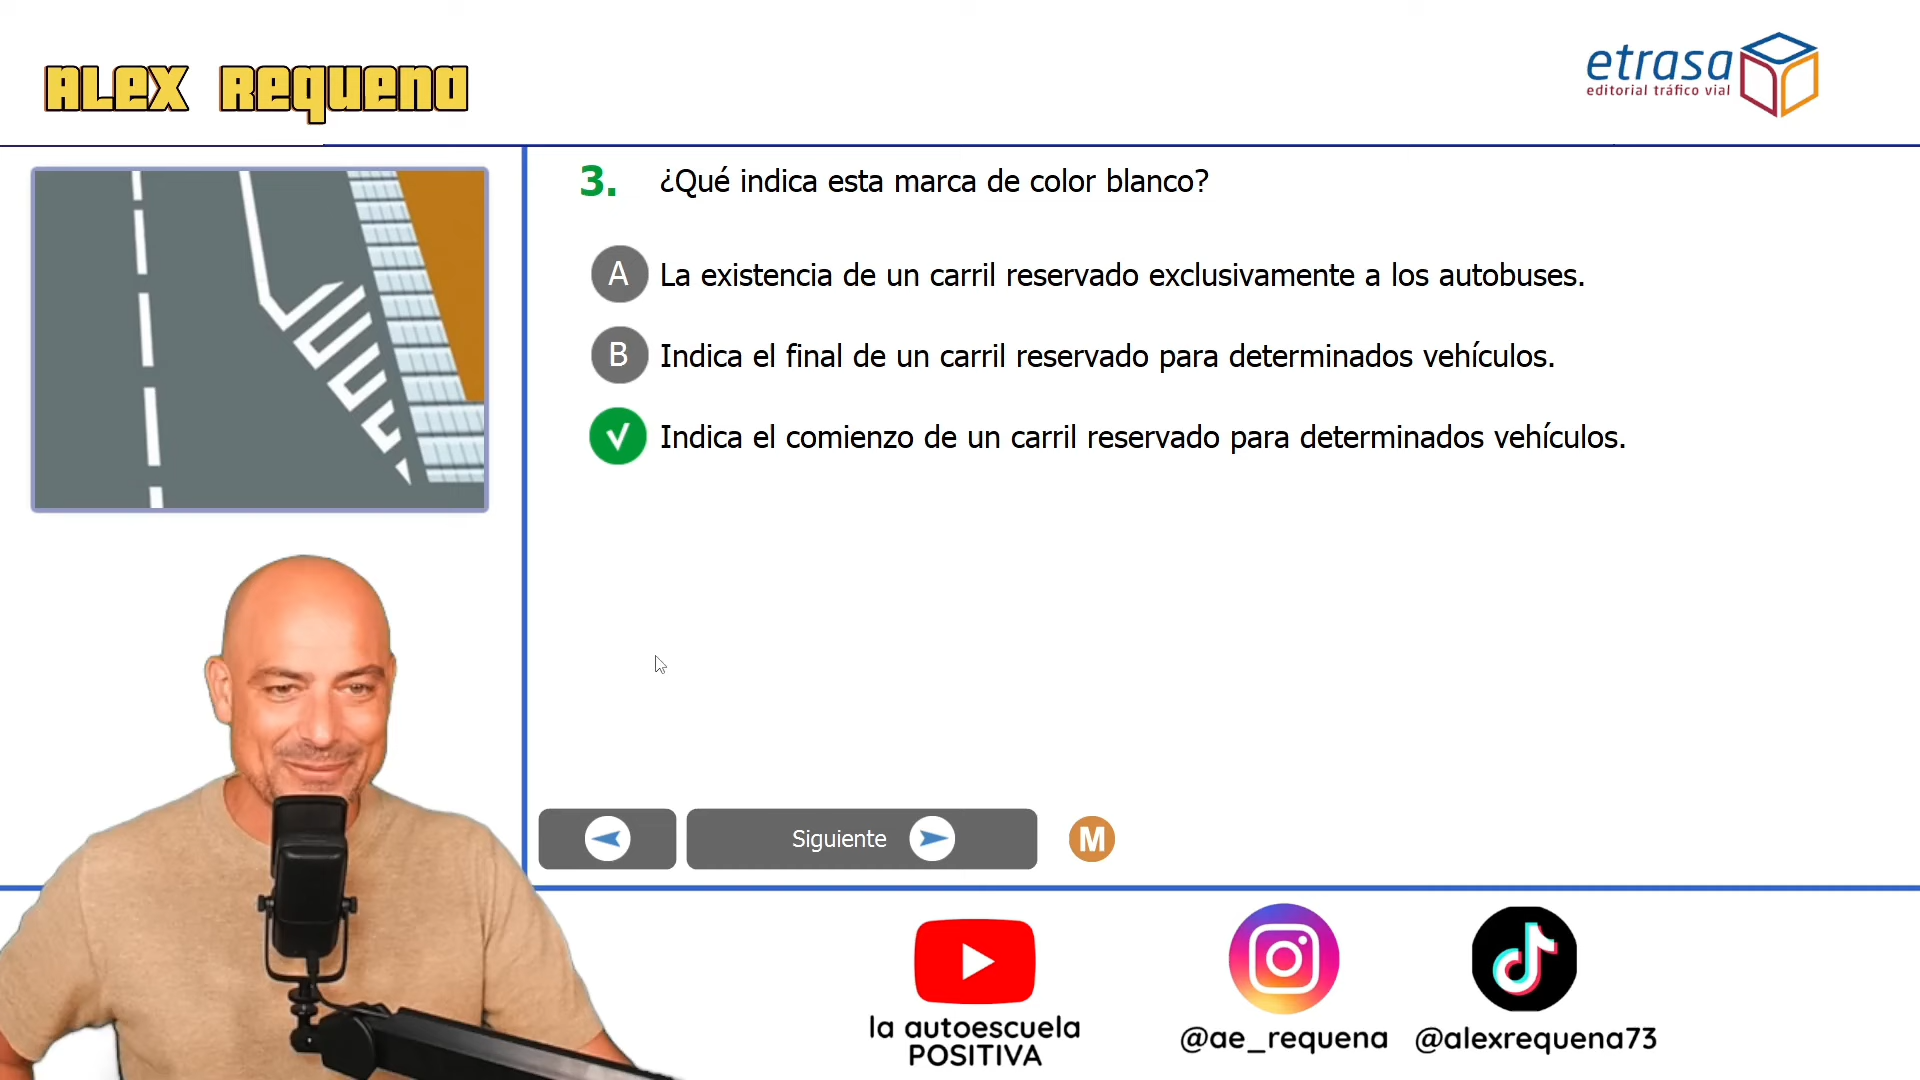 ALEX REQUENA
etrasa
editorial tráfico vial
3. ¿Qué indica esta marca de color blanco?
A La existencia de un carril reservado exclusivamente a los autobuses.
B Indica el final de un carril reservado para determinados vehículos.
Indica el comienzo de un carril reservado para determinados vehículos.
Siguiente
M
la autoescuela
POSITIVA
@ae_requena
@alexrequena73